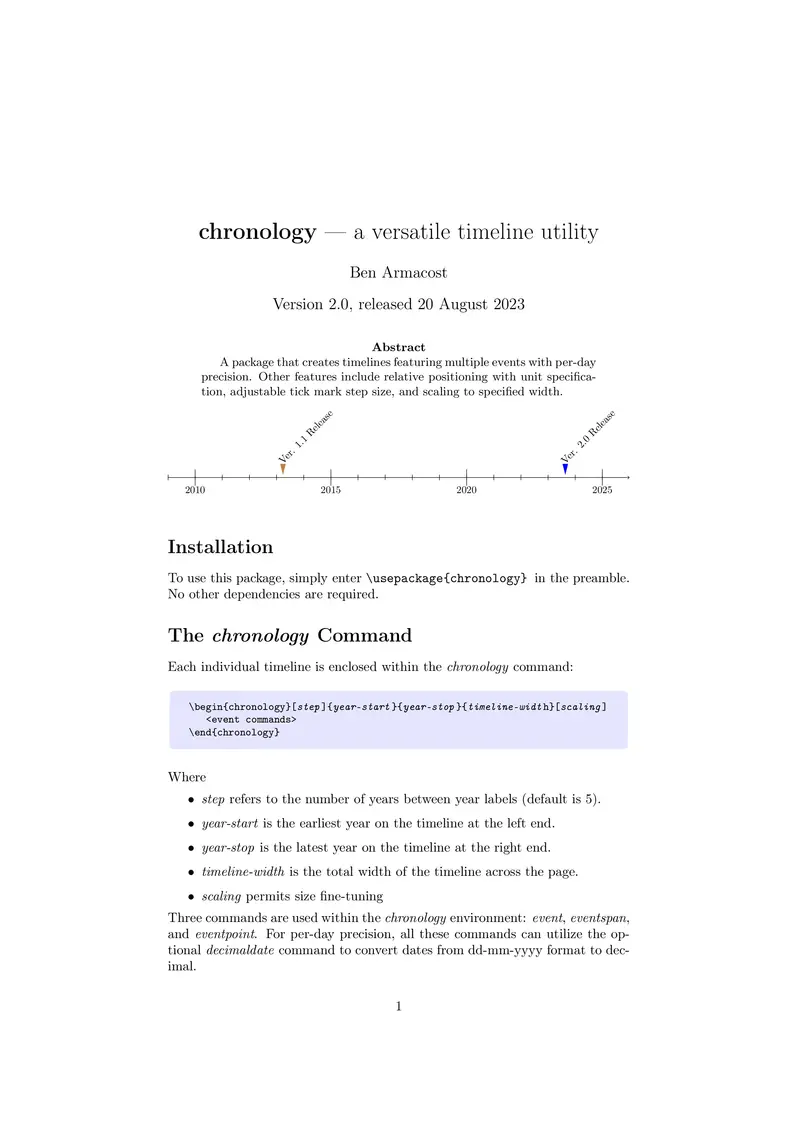 chronology — a versatile timeline utility
Ben Armacost
Version 2.0, released 20 August 2023
Abstract
A package that creates timelines featuring multiple events with per-day
precision. Other features include relative positioning with unit specifica-
tion, adjustable tick mark step size, and scaling to specified width.
Ver. 1.1 Release
Ver. 2.0 Release
2010 2015 2020 2025
Installation
To use this package, simply enter \usepackage{chronology} in the preamble.
No other dependencies are required.
The chronology Command
Each individual timeline is enclosed within the chronology command:
\begin{chronology}[step]{year-start}{year-stop}{timeline-width}[scaling]
<event commands>
\end{chronology}
Where
• step refers to the number of years between year labels (default is 5).
• year-start is the earliest year on the timeline at the left end.
• year-stop is the latest year on the timeline at the right end.
• timeline-width is the total width of the timeline across the page.
• scaling permits size fine-tuning
Three commands are used within the chronology environment: event, eventspan,
and eventpoint. For per-day precision, all these commands can utilize the op-
tional decimaldate command to convert dates from dd-mm-yyyy format to dec-
imal.
1